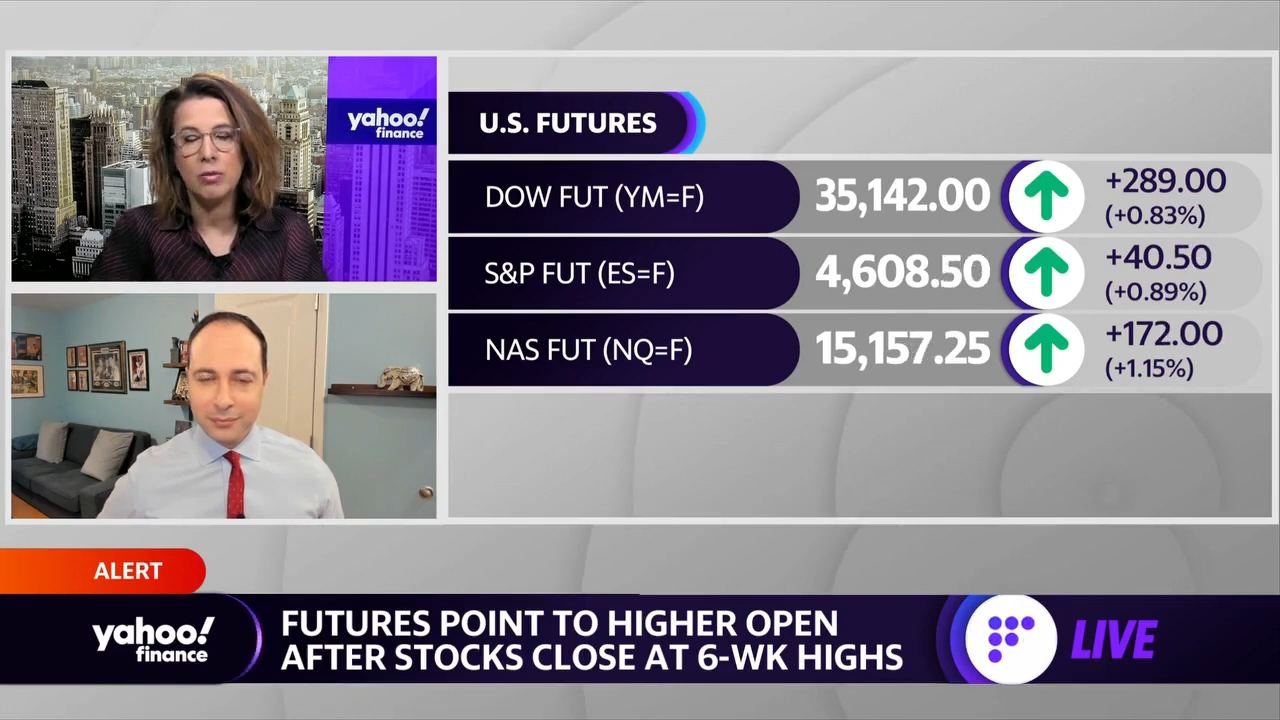 yahoo!
finance
U.S. FUTURES
DOW FUT (YM=F) 35,142.00 +289.00
(+0.83%)
S&P FUT (ES=F) 4,608.50 +40.50
(+0.89%)
NAS FUT (NQ=F) 15,157.25 +172.00
(+1.15%)
ALERT
yahoo!
finance
FUTURES POINT TO HIGHER OPEN
AFTER STOCKS CLOSE AT 6-WK HIGHS
LIVE